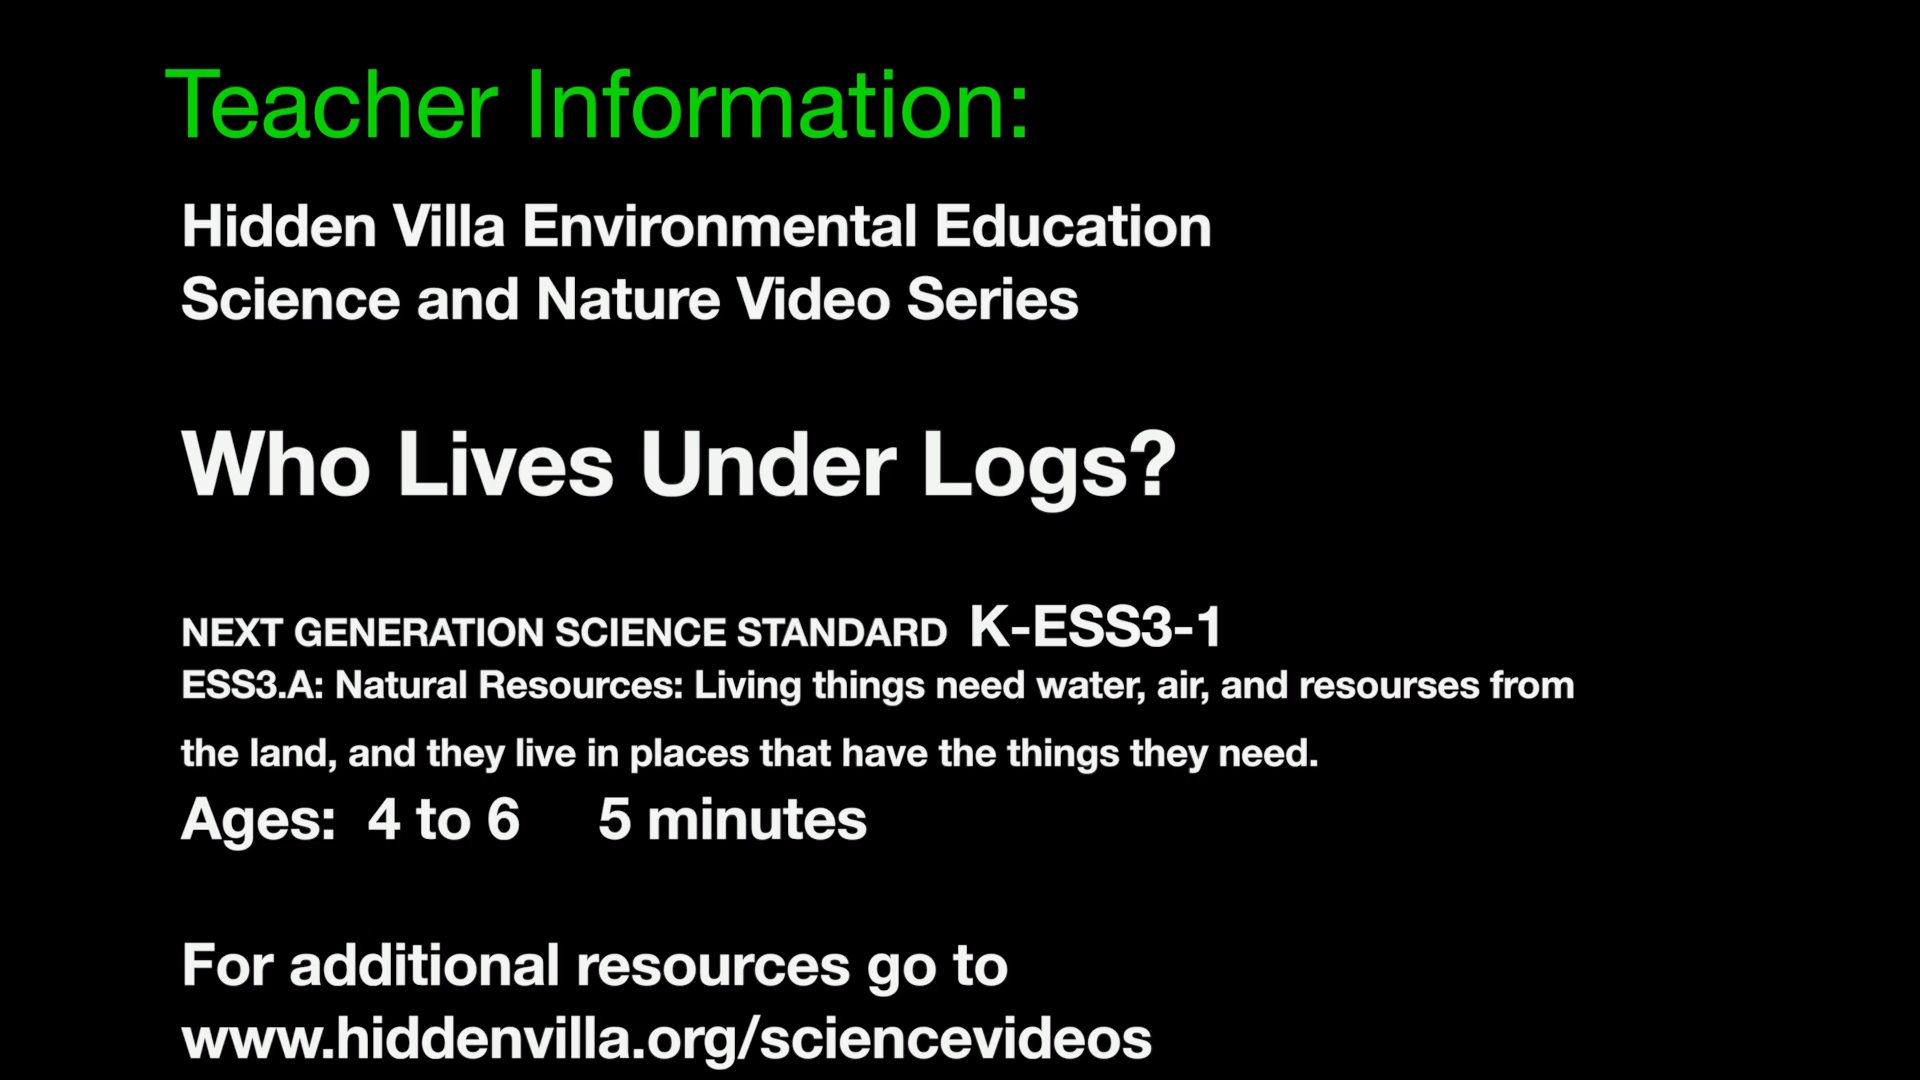 Teacher Information:
Hidden Villa Environmental Education
Science and Nature Video Series
Who Lives Under Logs?
NEXT GENERATION SCIENCE STANDARD K-ESS3-1
ESS3.A: Natural Resources: Living things need water, air, and resourses from
the land, and they live in places that have the things they need.
Ages: 4 to 6 5 minutes
For additional resources go to
www.hiddenvilla.org/sciencevideos